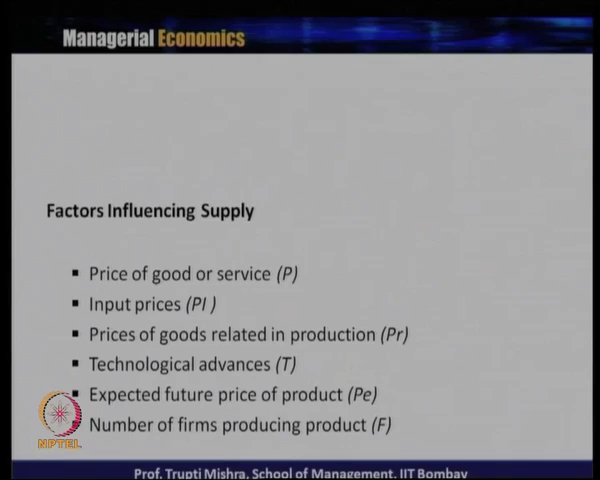 Managerial Economics
Factors Influencing Supply
▪ Price of good or service (P)
▪ Input prices (PI )
▪ Prices of goods related in production (Pr)
▪ Technological advances (T)
▪ Expected future price of product (Pe)
Number of firms producing product (F)
NPTEL
Prof. Trupti Mishra, School of Management, IIT Bombay